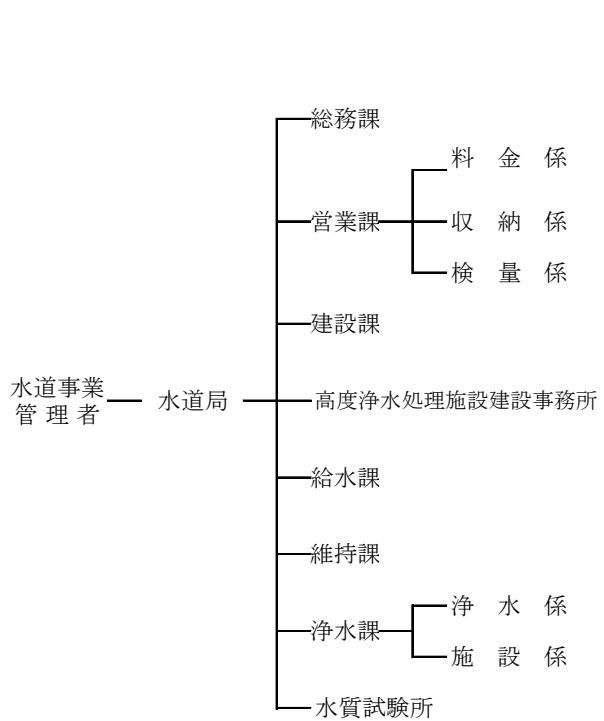 総務課
料　金　係
営業課
収　納　係
検　量　係
建設課
水道事業
管 理 者
水道局
高度浄水処理施設建設事務所
給水課
維持課
浄　水　係
浄水課
施　設　係
水質試験所